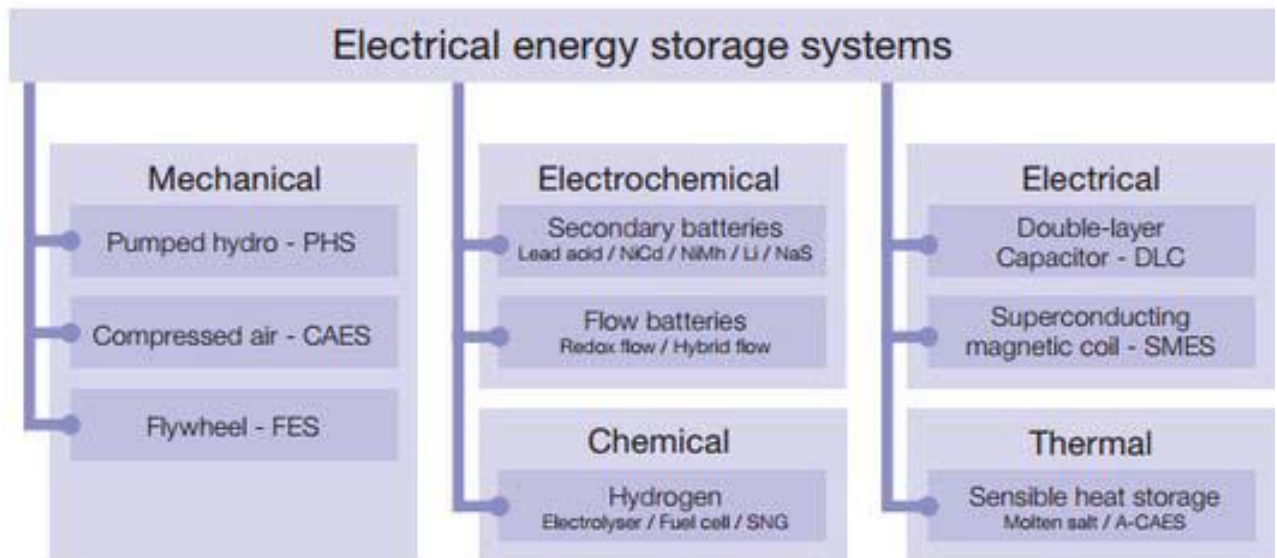 Electrical energy storage systems
Mechanical
Pumped hydro - PHS
Compressed air - CAES
Flywheel - FES
Electrochemical
Secondary batteries
Lead acid / NiCd / NiMh / Li / NaS
Flow batteries
Redox flow / Hybrid flow
Chemical
Hydrogen
Electrolyser / Fuel cell / SNG
Electrical
Double-layer
Capacitor - DLC
Superconducting
magnetic coil - SMES
Thermal
Sensible heat storage
Molten salt / A-CAES